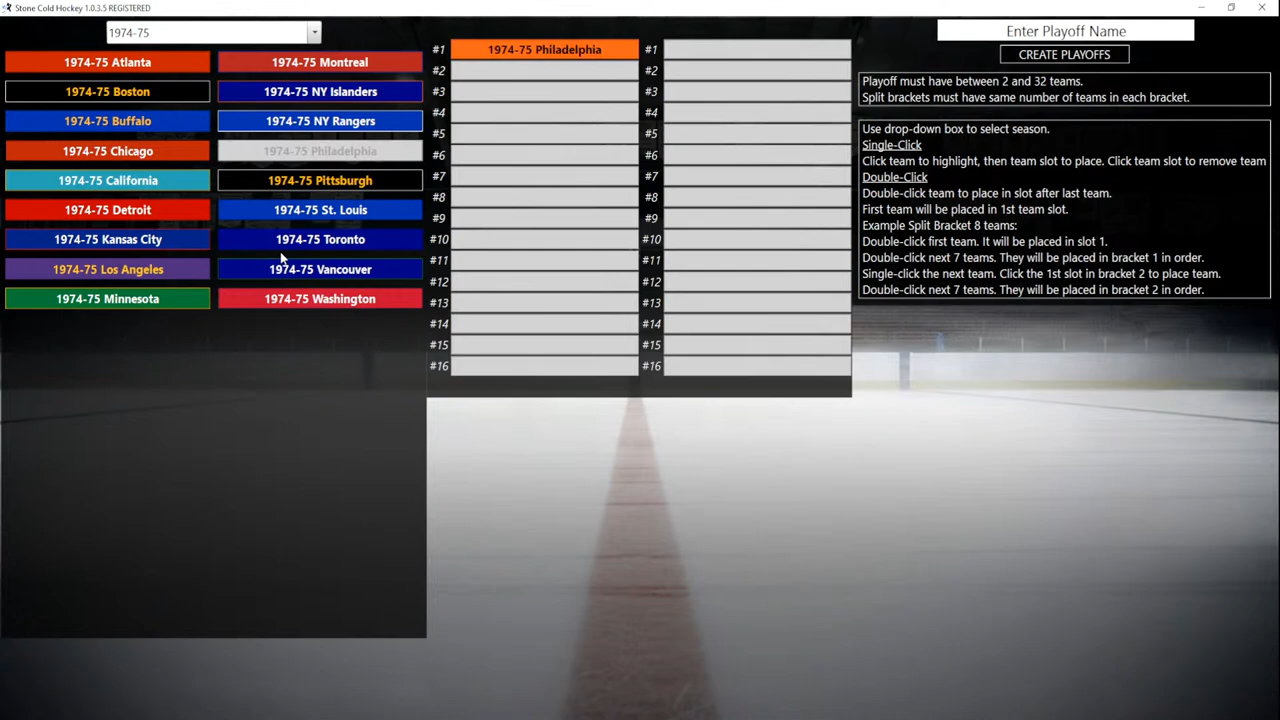 Stone Cold Hockey 1.0.3.5 REGISTERED
1974-75
1974-75 Atlanta
1974-75 Montreal
1974-75 Boston
1974-75 NY Islanders
1974-75 Buffalo
1974-75 NY Rangers
1974-75 Chicago
1974-75 Philadelphia
1974-75 California
1974-75 Pittsburgh
1974-75 Detroit
1974-75 St. Louis
1974-75 Kansas City
1974-75 Toronto
1974-75 Los Angeles
1974-75 Vancouver
1974-75 Minnesota
1974-75 Washington
#1 1974-75 Philadelphia
#2
#3
#4
#5
#6
#7
#8
#9
#10
#11
#12
#13
#14
#15
#16
#1
#2
#3
#4
#5
#6
#7
#8
#9
#10
#11
#12
#13
#14
#15
#16
Enter Playoff Name
CREATE PLAYOFFS
Playoff must have between 2 and 32 teams.
Split brackets must have same number of teams in each bracket.
Use drop-down box to select season.
Single-Click
Click team to highlight, then team slot to place. Click team slot to remove team
Double-Click
Double-click team to place in slot after last team.
First team will be placed in 1st team slot.
Example Split Bracket 8 teams:
Double-click first team. It will be placed in slot 1.
Double-click next 7 teams. They will be placed in bracket 1 in order.
Single-click the next team. Click the 1st slot in bracket 2 to place team.
Double-click next 7 teams. They will be placed in bracket 2 in order.